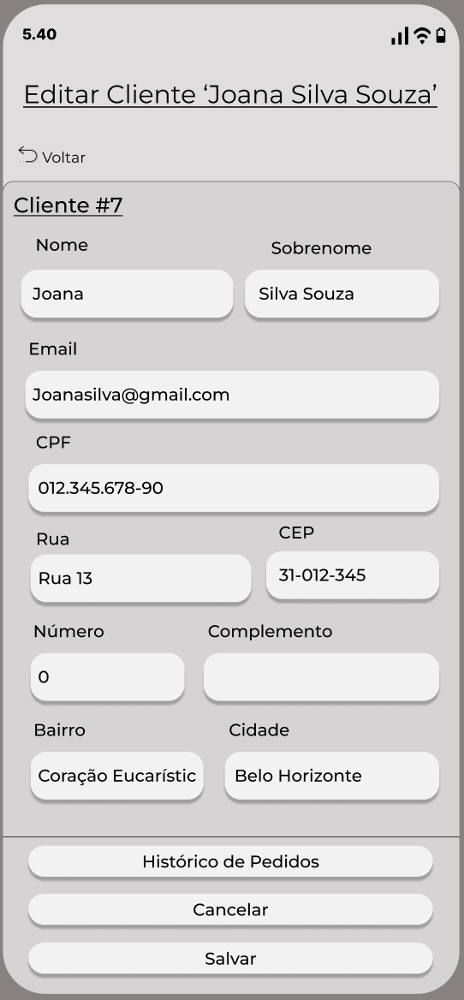 5.40
Editar Cliente ‘Joana Silva Souza’
Voltar
Cliente #7
Nome Sobrenome
Joana Silva Souza
Email
Joanasilva@gmail.com
CPF
012.345.678-90
Rua CEP
Rua 13 31-012-345
Número Complemento
0
Bairro Cidade
Coração Eucarístic Belo Horizonte
Histórico de Pedidos
Cancelar
Salvar